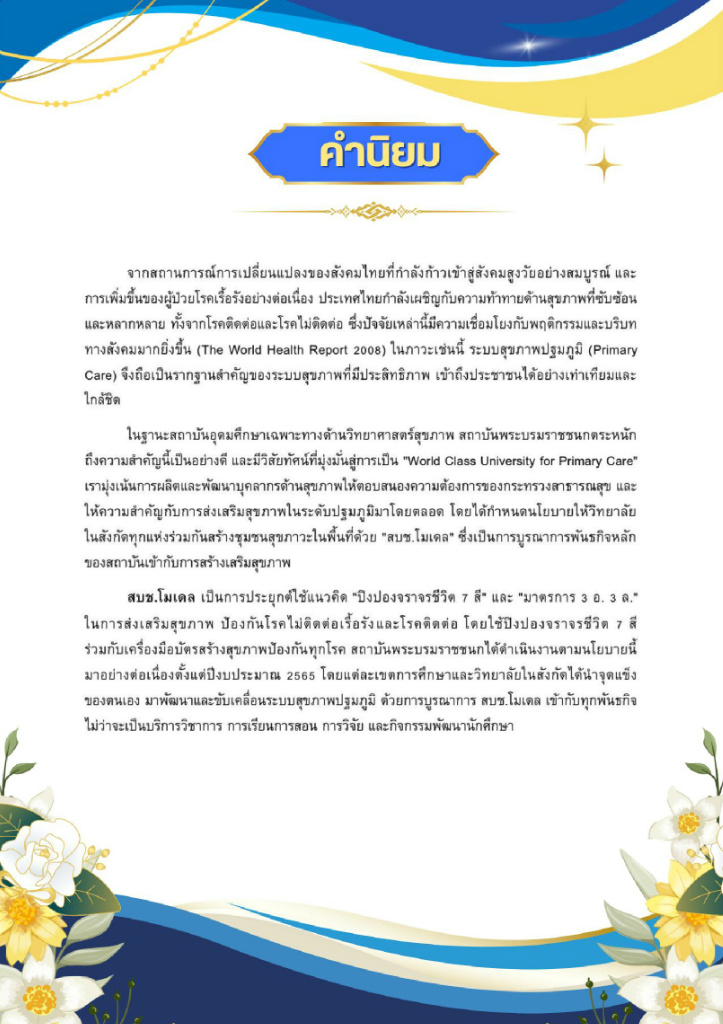 คำนิยม
จากสถานการณ์การเปลี่ยนแปลงของสังคมไทยที่กำลังก้าวเข้าสู่สังคมสูงวัยอย่างสมบูรณ์ และ
การเพิ่มขึ้นของผู้ป่วยโรคเรื้อรังอย่างต่อเนื่อง ประเทศไทยกำลังเผชิญกับความท้าทายด้านสุขภาพที่ซับซ้อน
และหลากหลาย ทั้งจากโรคติดต่อและโรคไม่ติดต่อ ซึ่งปัจจัยเหล่านี้มีความเชื่อมโยงกับพฤติกรรมและบริบท
ทางสังคมมากยิ่งขึ้น (The World Health Report 2008) ในภาวะเช่นนี้ ระบบสุขภาพปฐมภูมิ (Primary
Care) จึงถือเป็นรากฐานสำคัญของระบบสุขภาพที่มีประสิทธิภาพ เข้าถึงประชาชนได้อย่างเท่าเทียมและ
ใกล้ชิด
ในฐานะสถาบันอุดมศึกษาเฉพาะทางด้านวิทยาศาสตร์สุขภาพ สถาบันพระบรมราชชนกตระหนัก
ถึงความสำคัญนี้เป็นอย่างดี และมีวิสัยทัศน์ที่มุ่งมั่นสู่การเป็น "World Class University for Primary Care"
เรามุ่งเน้นการผลิตและพัฒนาบุคลากรด้านสุขภาพให้ตอบสนองความต้องการของกระทรวงสาธารณสุข และ
ให้ความสำคัญกับการส่งเสริมสุขภาพในระดับปฐมภูมิมาโดยตลอด โดยได้กำหนดนโยบายให้วิทยาลัย
ในสังกัดทุกแห่งร่วมกันสร้างชุมชนสุขภาวะในพื้นที่ด้วย "สบช.โมเดล" ซึ่งเป็นการบูรณาการพันธกิจหลัก
ของสถาบันเข้ากับการสร้างเสริมสุขภาพ
สบช.โมเดล เป็นการประยุกต์ใช้แนวคิด "ปิงปองจราจรชีวิต 7 สี" และ "มาตรการ 3 อ. 3 ล."
ในการส่งเสริมสุขภาพ ป้องกันโรคไม่ติดต่อเรื้อรังและโรคติดต่อ โดยใช้ปิงปองจราจรชีวิต 7 สี
ร่วมกับเครื่องมือบัตรสร้างสุขภาพป้องกันทุกโรค สถาบันพระบรมราชชนกได้ดำเนินงานตามนโยบายนี้
มาอย่างต่อเนื่องตั้งแต่ปีงบประมาณ 2565 โดยแต่ละเขตการศึกษาและวิทยาลัยในสังกัดได้นำจุดแข็ง
ของตนเอง มาพัฒนาและขับเคลื่อนระบบสุขภาพปฐมภูมิ ด้วยการบูรณาการ สบช.โมเดล เข้ากับทุกพันธกิจ
ไม่ว่าจะเป็นบริการวิชาการ การเรียนการสอน การวิจัย และกิจกรรมพัฒนานักศึกษา